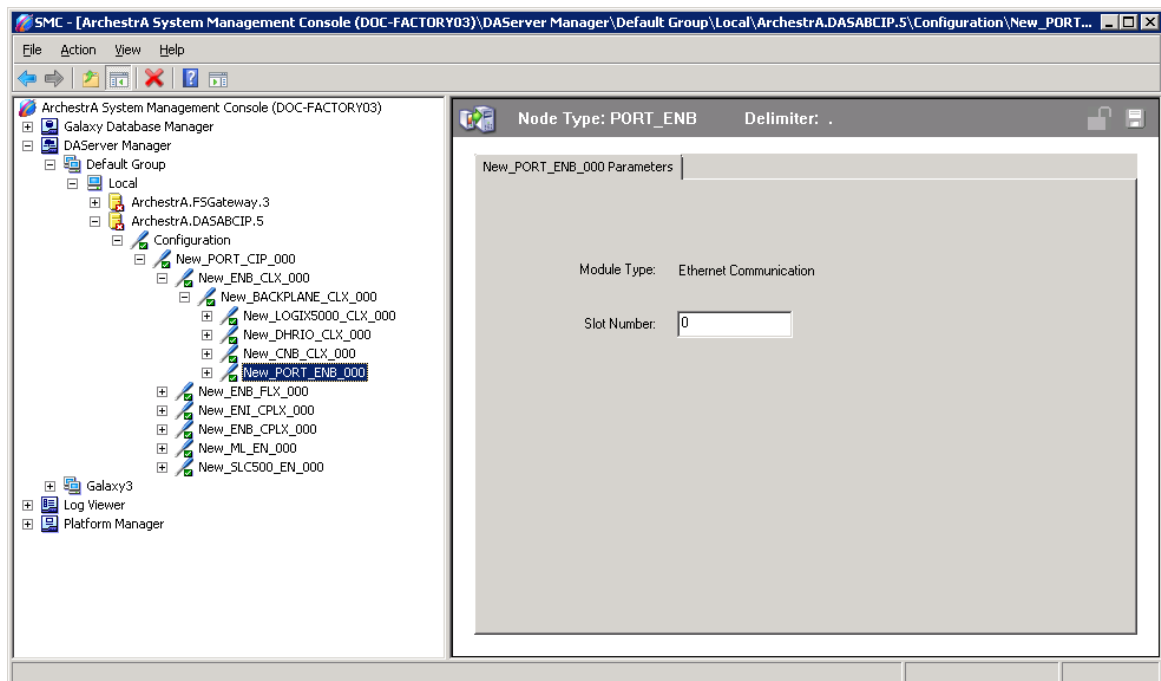 SMC - [ArchestrA System Management Console (DOC-FACTORY03)\DAServer Manager\Default Group\Local\ArchestrA.DASABCIP.5\Configuration\New_PORT...
File Action View Help
ArchestrA System Management Console (DOC-FACTORY03)
Galaxy Database Manager
DAServer Manager
Default Group
Local
ArchestrA.FSGateway.3
ArchestrA.DASABCIP.5
Configuration
New_PORT_CIP_000
New_ENB_CLX_000
New_BACKPLANE_CLX_000
New_LOGIX5000_CLX_000
New_DHRIO_CLX_000
New_CNB_CLX_000
New_PORT_ENB_000
New_ENB_FLX_000
New_ENI_CPLX_000
New_ENB_CPLX_000
New_ML_EN_000
New_SLC500_EN_000
Galaxy3
Log Viewer
Platform Manager
Node Type: PORT_ENB Delimiter: .
New_PORT_ENB_000 Parameters
Module Type: Ethernet Communication
Slot Number: 0